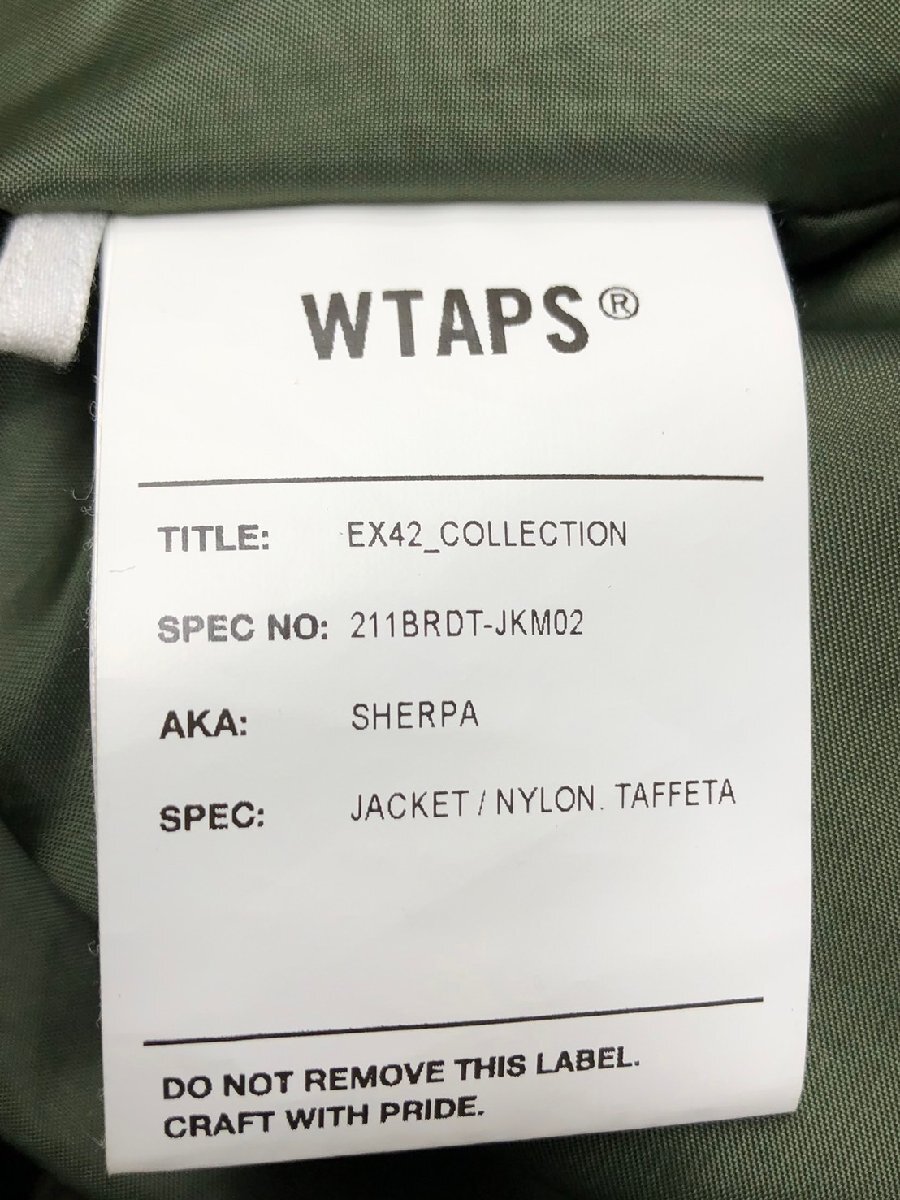 WTAPS®
TITLE: EX42_COLLECTION
SPEC NO: 211BRDT-JKM02
AKA: SHERPA
SPEC: JACKET / NYLON. TAFFETA
DO NOT REMOVE THIS LABEL.
CRAFT WITH PRIDE.